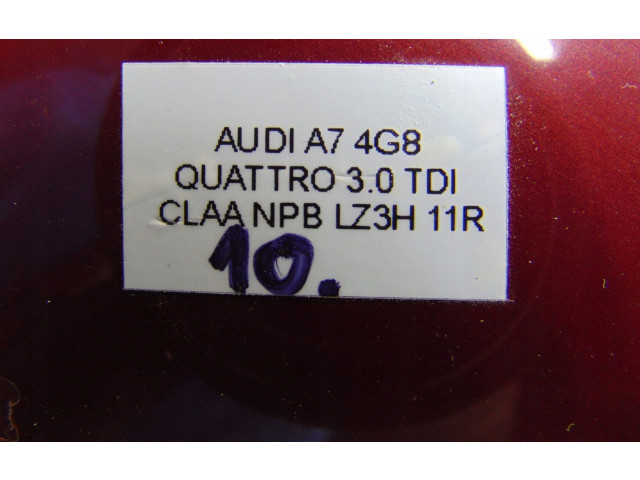 AUDI A7 4G8
QUATTRO 3.0 TDI
CLAA NPB LZ3H 11R
10.